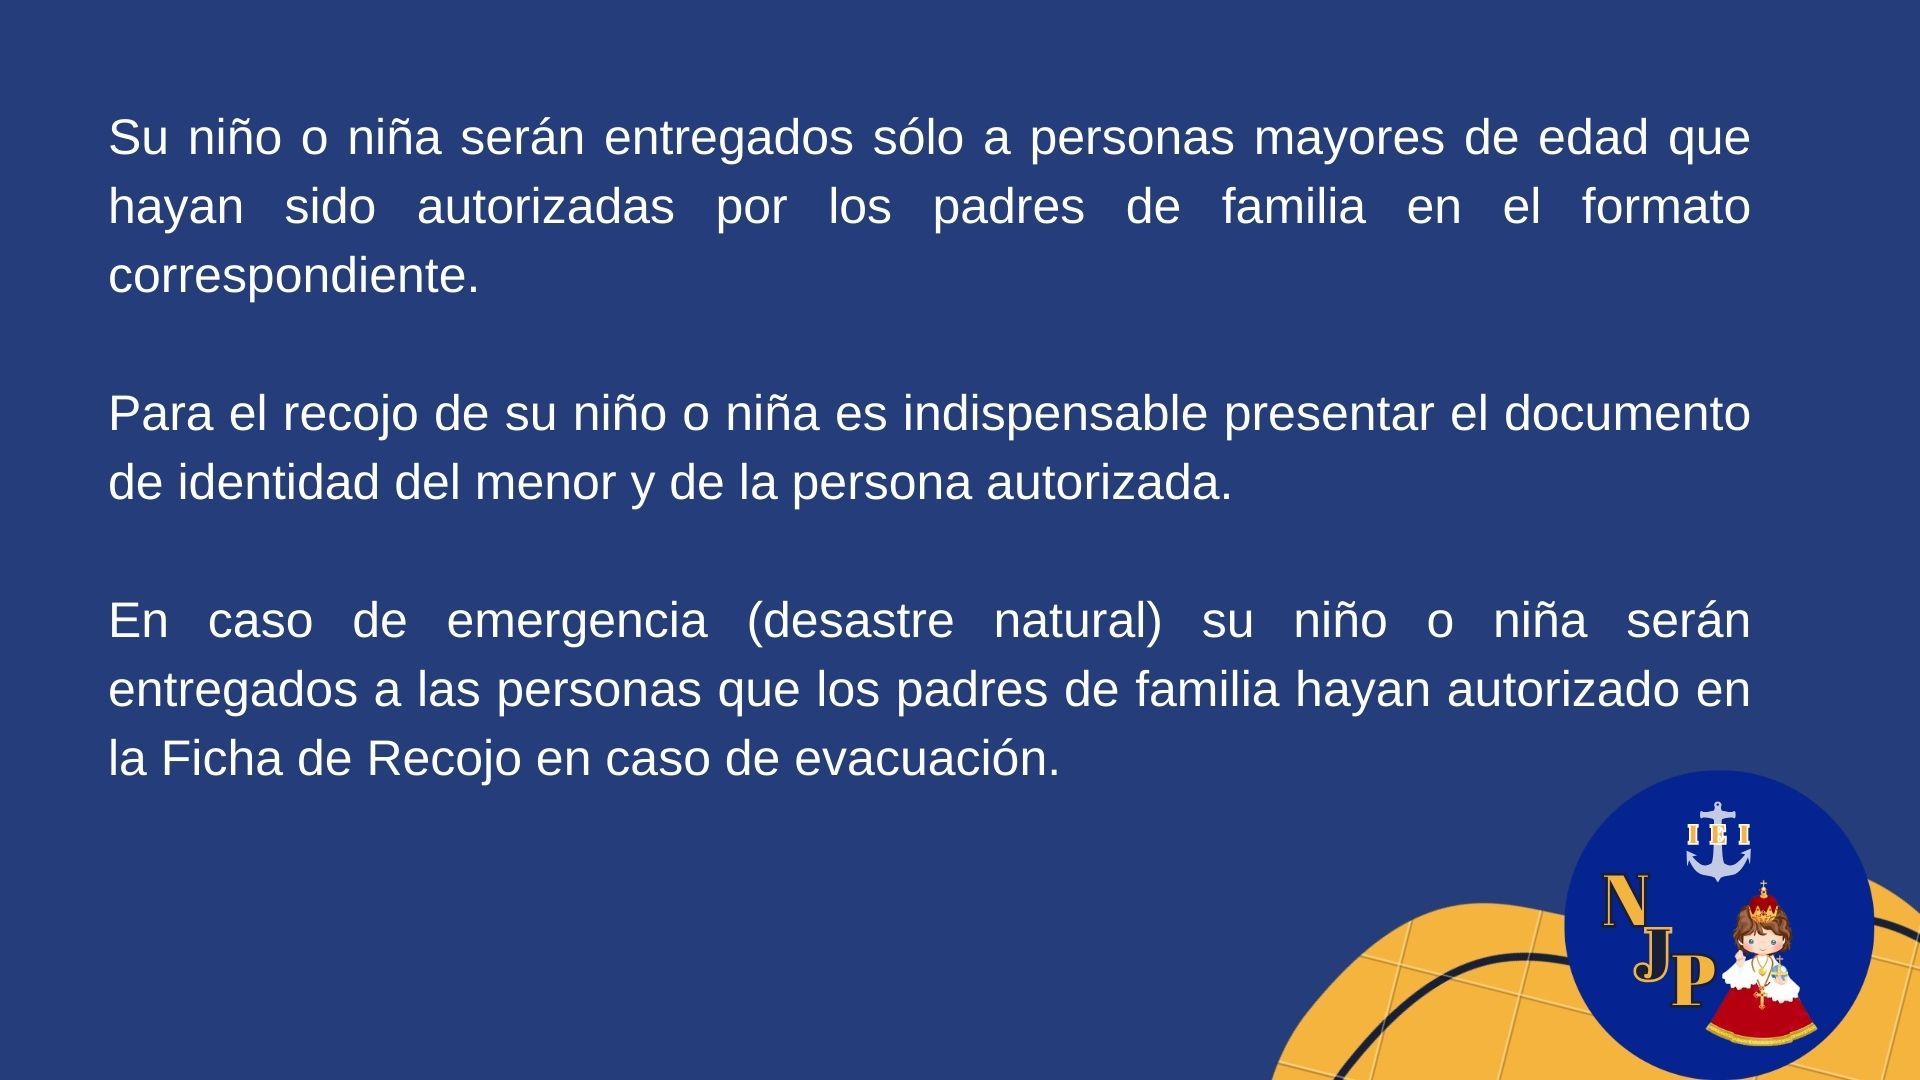 Su niño o niña serán entregados sólo a personas mayores de edad que
hayan sido autorizadas por los padres de familia en el formato
correspondiente.
Para el recojo de su niño o niña es indispensable presentar el documento
de identidad del menor y de la persona autorizada.
En caso de emergencia (desastre natural) su niño o niña serán
entregados a las personas que los padres de familia hayan autorizado en
la Ficha de Recojo en caso de evacuación.
I E I
N
J
P